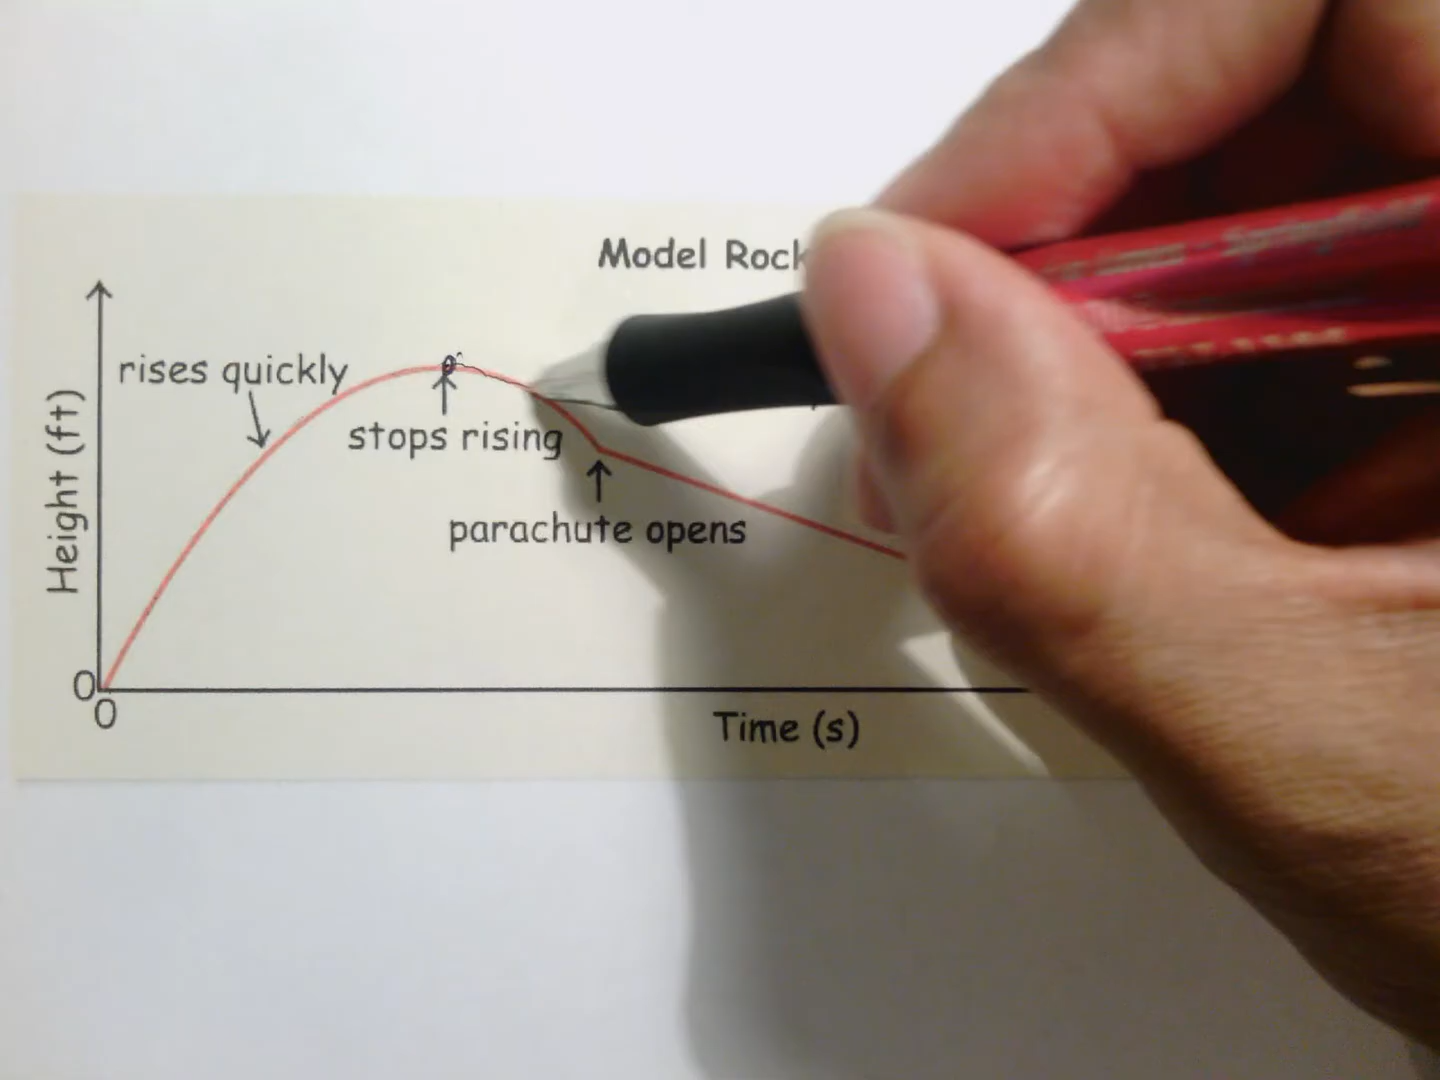 Model Rock
rises quickly
stops rising
parachute opens
Height (ft)
0
0
Time (s)